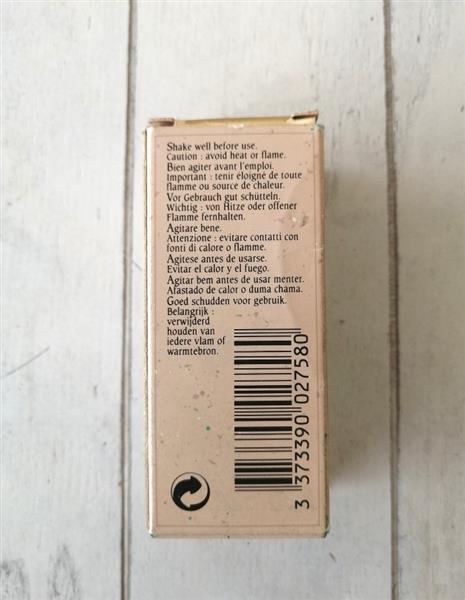 Shake well before use.
Caution : avoid heat or flame.
Bien agiter avant l'emploi.
Important : tenir éloigné de toute
flamme ou source de chaleur.
Vor Gebrauch gut schütteln.
Wichtig : von Hitze oder offener
Flamme fernhalten.
Agitare bene.
Attenzione : evitare contatti con
fonti di calore o flamme.
Agitese antes de usarse.
Evitar el calor y el fuego.
Agitar bem antes de usar menter.
Afastado de calor o duma chama.
Goed schudden voor gebruik.
Belangrijk :
verwijderd
houden van
iedere vlam of
warmtebron.
3 373390 027580